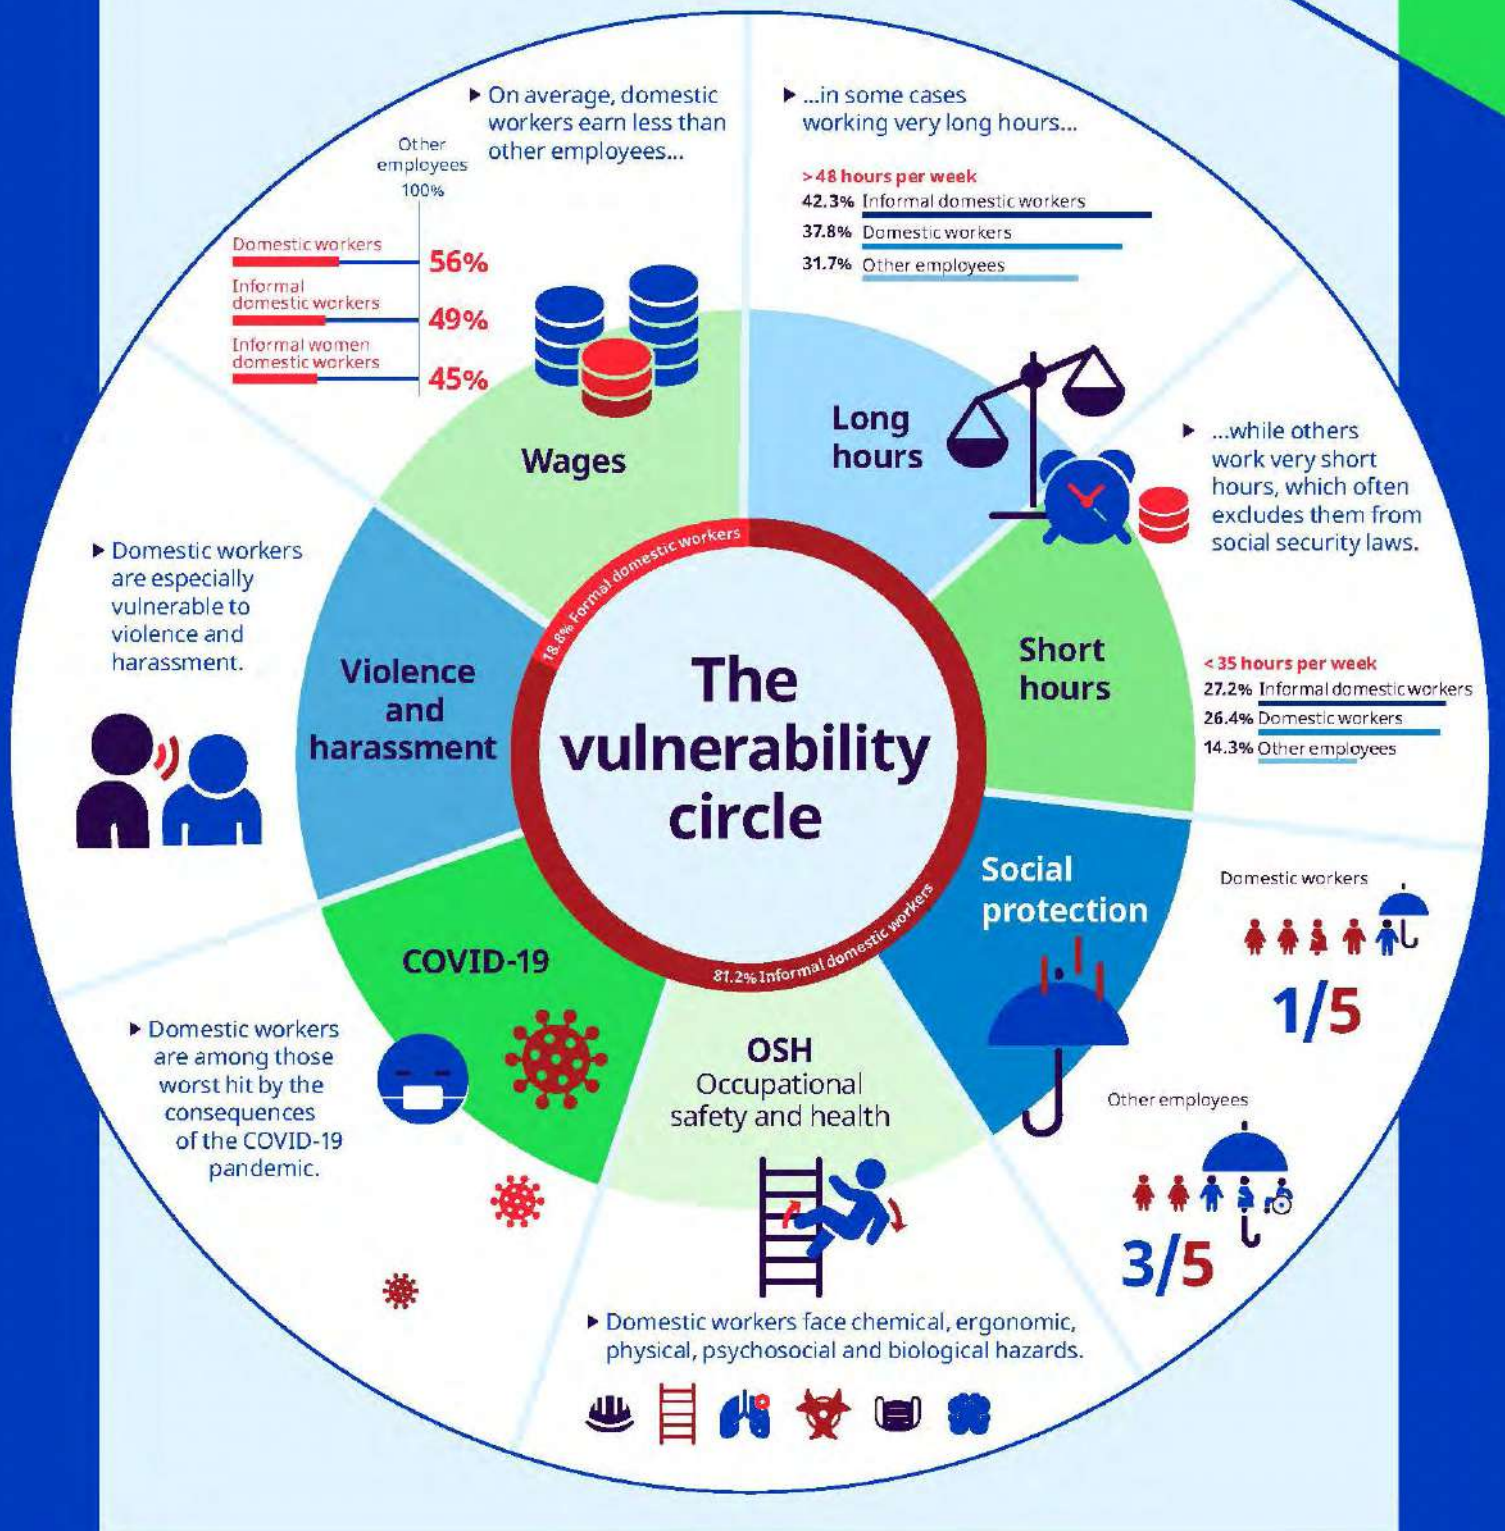 The
vulnerability
circle
18.8% Formal domestic workers
81.2% Informal domestic workers
Wages
▶ On average, domestic
workers earn less than
other employees...
Other
employees
100%
Domestic workers
56%
Informal
domestic workers
49%
Informal women
domestic workers
45%
Long
hours
▶ ...in some cases
working very long hours...
>48 hours per week
42.3% Informal domestic workers
37.8% Domestic workers
31.7% Other employees
Short
hours
▶ ...while others
work very short
hours, which often
excludes them from
social security laws.
<35 hours per week
27.2% Informal domestic workers
26.4% Domestic workers
14.3% Other employees
Social
protection
Domestic workers
1/5
Other employees
3/5
OSH
Occupational
safety and health
▶ Domestic workers face chemical, ergonomic,
physical, psychosocial and biological hazards.
COVID-19
▶ Domestic workers
are among those
worst hit by the
consequences
of the COVID-19
pandemic.
Violence
and
harassment
▶ Domestic workers
are especially
vulnerable to
violence and
harassment.